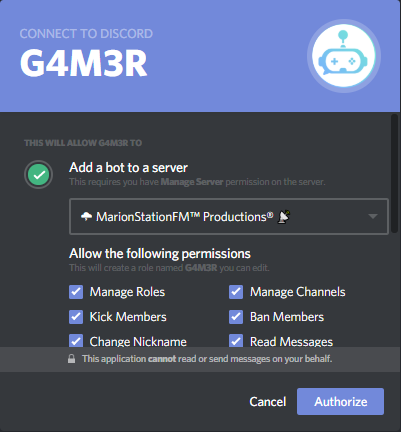 CONNECT TO DISCORD
G4M3R
THIS WILL ALLOW G4M3R TO
Add a bot to a server
This requires you have Manage Server permission on the server.
🌩 MarionStationFM™ Productions® 📡
Allow the following permissions
This will create a role named G4M3R you can edit.
Manage Roles
Manage Channels
Kick Members
Ban Members
Change Nickname
Read Messages
This application cannot read or send messages on your behalf.
Cancel
Authorize